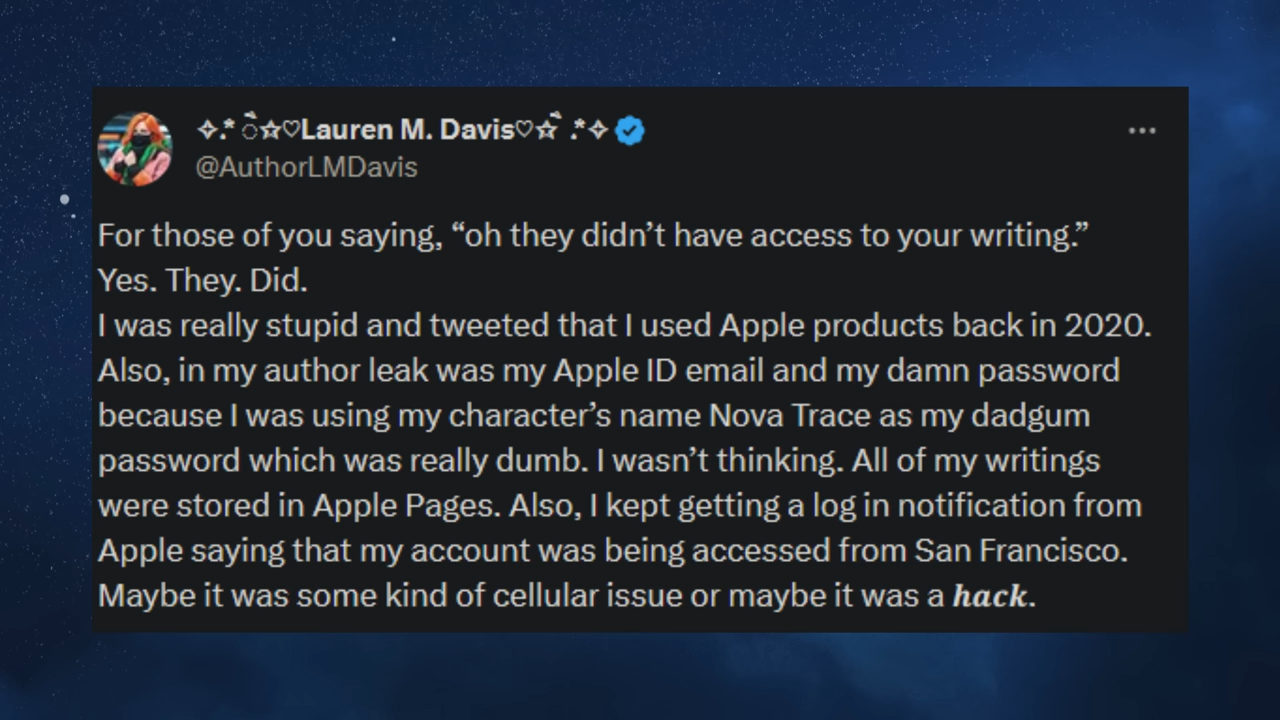 ✧.* ੈ☆♡Lauren M. Davis♡☆ ੈ .*✧
@AuthorLMDavis
For those of you saying, “oh they didn’t have access to your writing.”
Yes. They. Did.
I was really stupid and tweeted that I used Apple products back in 2020.
Also, in my author leak was my Apple ID email and my damn password
because I was using my character’s name Nova Trace as my dadgum
password which was really dumb. I wasn’t thinking. All of my writings
were stored in Apple Pages. Also, I kept getting a log in notification from
Apple saying that my account was being accessed from San Francisco.
Maybe it was some kind of cellular issue or maybe it was a 𝒉𝒂𝒄𝒌.